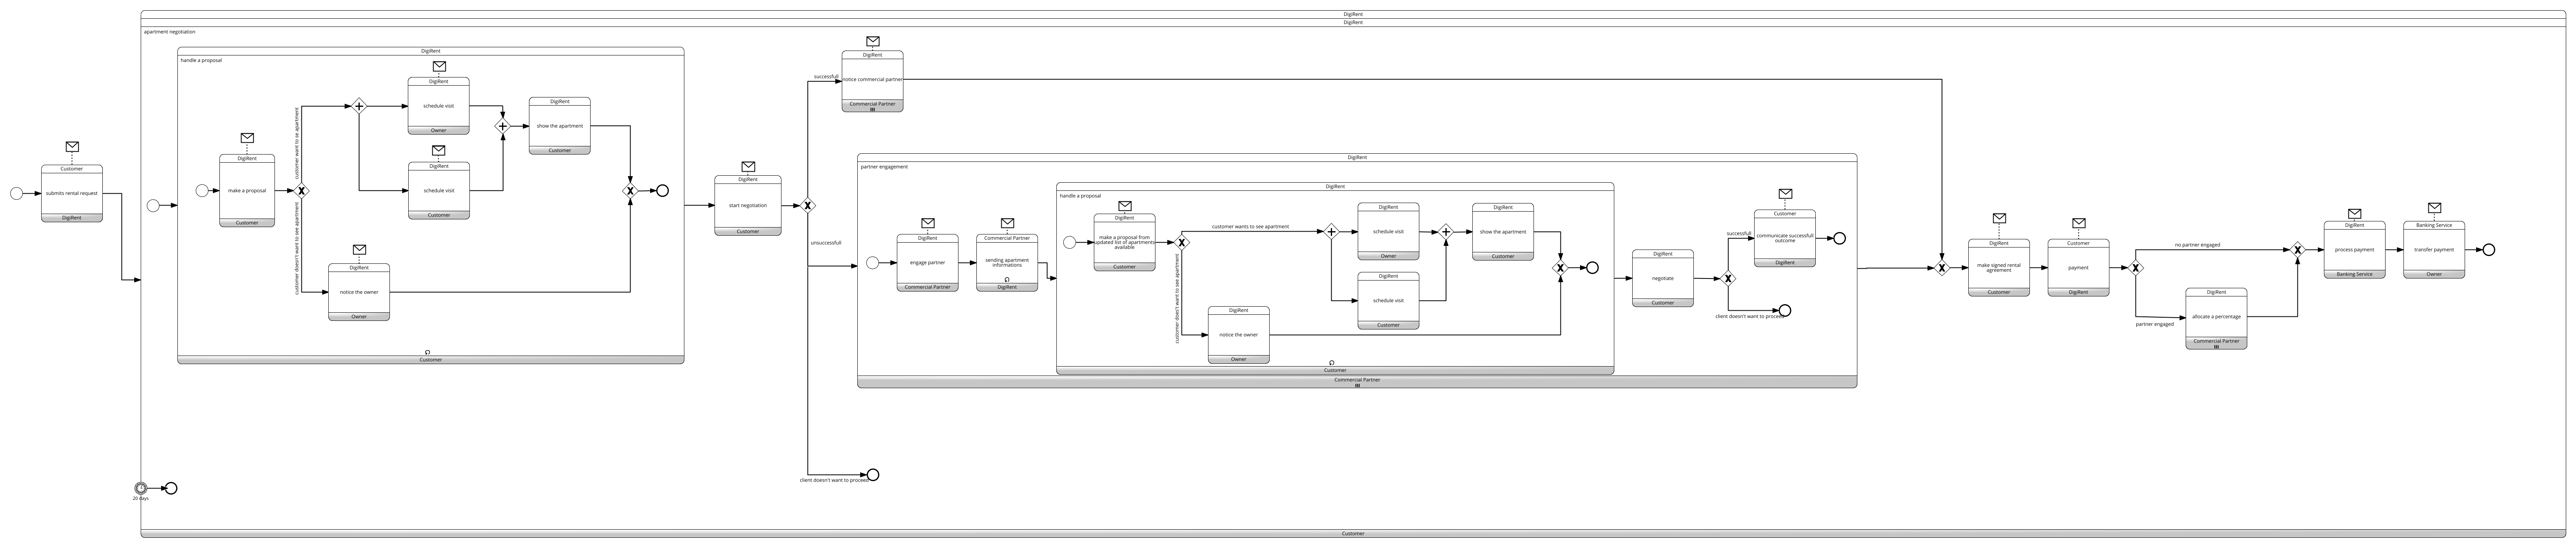 DigiRent
DigiRent
apartment negotiation
Customer
submits rental request
DigiRent
DigiRent
handle a proposal
DigiRent
make a proposal
Customer
customer want to se apartment
customer doesn't want to see apartment
DigiRent
schedule visit
Owner
DigiRent
schedule visit
Customer
DigiRent
show the apartment
Customer
DigiRent
notice the owner
Owner
Customer
DigiRent
start negotiation
Customer
successfull
unsuccessfull
client doesn't want to proceed
DigiRent
notice commercial partner
Commercial Partner
DigiRent
partner engagement
DigiRent
engage partner
Commercial Partner
Commercial Partner
sending apartment
informations
DigiRent
DigiRent
handle a proposal
DigiRent
make a proposal from
updated list of apartments
available
Customer
customer wants to see apartment
customer doesn't want to see apartment
DigiRent
schedule visit
Owner
DigiRent
schedule visit
Customer
DigiRent
show the apartment
Customer
DigiRent
notice the owner
Owner
Customer
DigiRent
negotiate
Customer
successfull
client doesn't want to proceed
Customer
communicate successfull
outcome
DigiRent
Commercial Partner
DigiRent
make signed rental
agreement
Customer
Customer
payment
DigiRent
no partner engaged
partner engaged
DigiRent
allocate a percentage
Commercial Partner
DigiRent
process payment
Banking Service
Banking Service
transfer payment
Owner
20 days
Customer